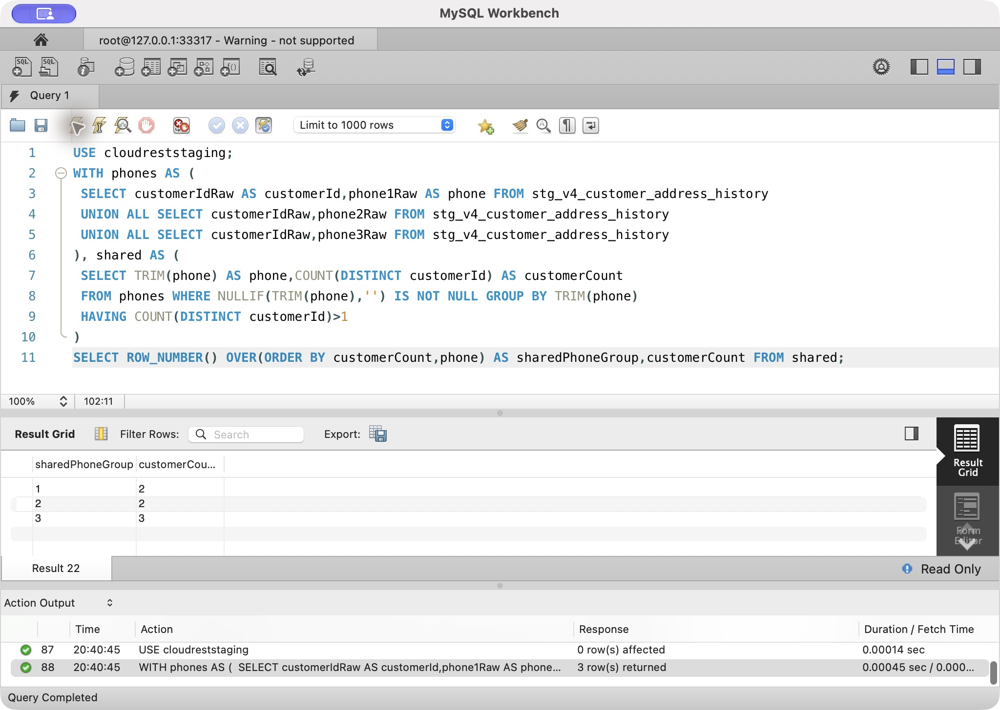 MySQL Workbench
root@127.0.0.1:33317 - Warning - not supported
SQL SQL f()
Query 1
Limit to 1000 rows
1 USE cloudreststaging;
2 WITH phones AS (
3 SELECT customerIdRaw AS customerId,phone1Raw AS phone FROM stg_v4_customer_address_history
4 UNION ALL SELECT customerIdRaw,phone2Raw FROM stg_v4_customer_address_history
5 UNION ALL SELECT customerIdRaw,phone3Raw FROM stg_v4_customer_address_history
6 ), shared AS (
7 SELECT TRIM(phone) AS phone,COUNT(DISTINCT customerId) AS customerCount
8 FROM phones WHERE NULLIF(TRIM(phone),'') IS NOT NULL GROUP BY TRIM(phone)
9 HAVING COUNT(DISTINCT customerId)>1
10 )
11 SELECT ROW_NUMBER() OVER(ORDER BY customerCount,phone) AS sharedPhoneGroup,customerCount FROM shared;
100% 102:11
Result Grid Filter Rows: Search Export:
sharedPhoneGroup customerCou...
1 2
2 2
3 3
Result
Grid
Form
Editor
Result 22 Read Only
Action Output
Time Action Response Duration / Fetch Time
87 20:40:45 USE cloudreststaging 0 row(s) affected 0.00014 sec
88 20:40:45 WITH phones AS (  SELECT customerIdRaw AS customerId,phone1Raw AS phone... 3 row(s) returned 0.00045 sec / 0.000...
Query Completed